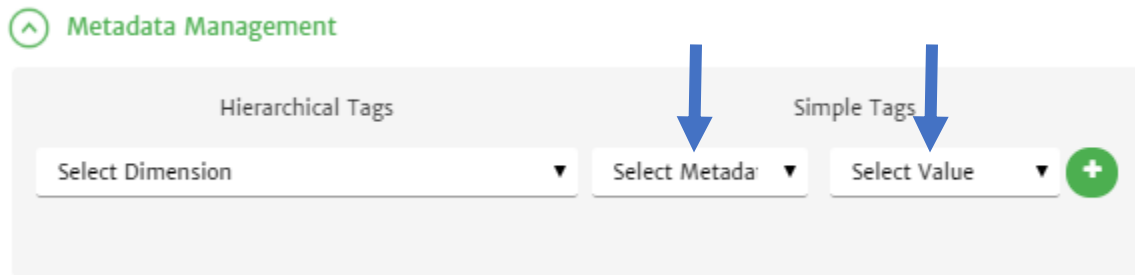 Metadata Management
Hierarchical Tags
Simple Tags
Select Dimension
Select Metada
Select Value